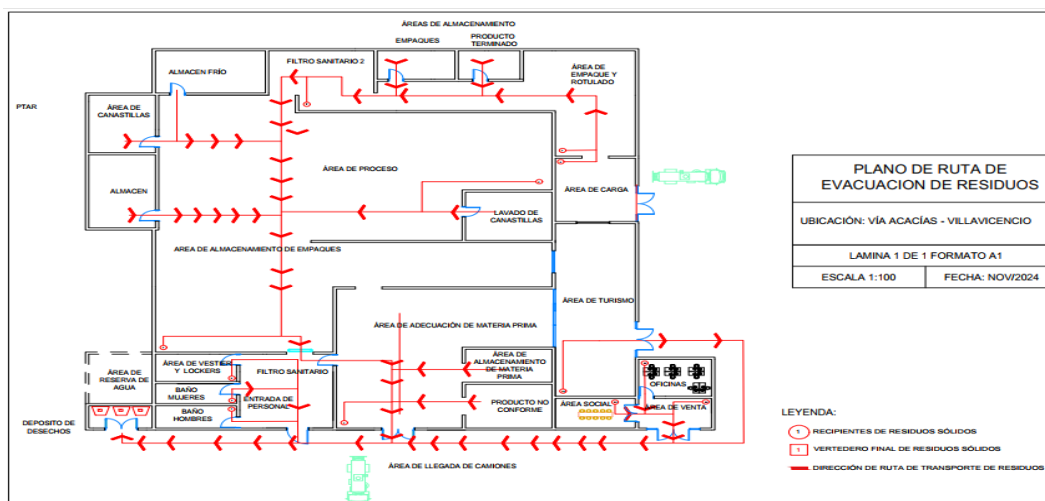 ÁREAS DE ALMACENAMIENTO
EMPAQUES
PRODUCTO
TERMINADO
FILTRO SANITARIO 2
ALMACEN FRÍO
ÁREA DE
EMPAQUE Y
ROTULADO
PTAR
ÁREA DE
CANASTILLAS
ÁREA DE PROCESO
ALMACEN
ÁREA DE CARGA
LAVADO DE
CANASTILLAS
AREA DE ALMACENAMIENTO DE EMPAQUES
ÁREA DE TURISMO
ÁREA DE ADECUACIÓN DE MATERIA PRIMA
ÁREA DE
RESERVA DE
AGUA
ÁREA DE VESTIER
Y LOCKERS
FILTRO SANITARIO
ÁREA DE
ALMACENAMIENTO
DE MATERIA
PRIMA
OFICINAS
BAÑO
MUJERES
ENTRADA DE
PERSONAL
PRODUCTO NO
CONFORME
ÁREA SOCIAL
ÁREA DE VENTA
BAÑO
HOMBRES
DEPOSITO DE
DESECHOS
ÁREA DE LLEGADA DE CAMIONES
PLANO DE RUTA DE
EVACUACION DE RESIDUOS
UBICACIÓN: VÍA ACACÍAS - VILLAVICENCIO
LAMINA 1 DE 1 FORMATO A1
ESCALA 1:100
FECHA: NOV/2024
LEYENDA:
RECIPIENTES DE RESIDUOS SÓLIDOS
1 VERTEDERO FINAL DE RESIDUOS SÓLIDOS
DIRECCIÓN DE RUTA DE TRANSPORTE DE RESIDUOS